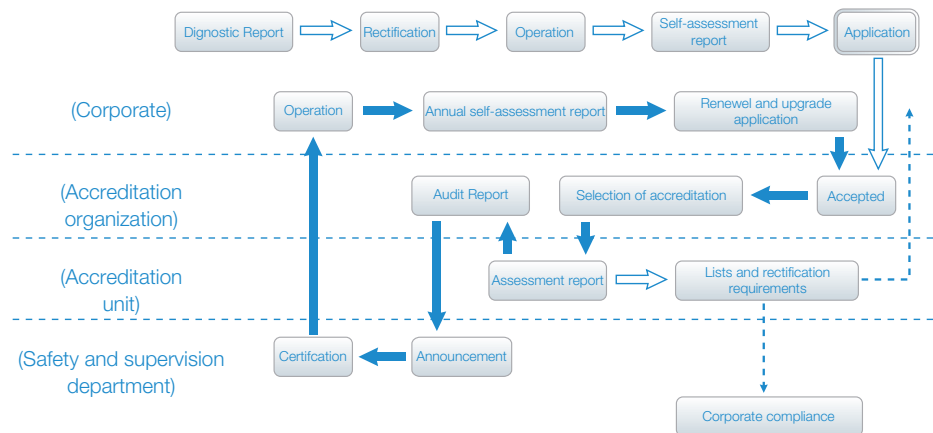 Dignostic Report
Rectification
Operation
Self-assessment
report
Application
(Corporate)
Operation
Annual self-assessment report
Renewel and upgrade
application
(Accreditation
organization)
Audit Report
Selection of accreditation
Accepted
(Accreditation
unit)
Assessment report
Lists and rectification
requirements
(Safety and supervision
department)
Certifcation
Announcement
Corporate compliance